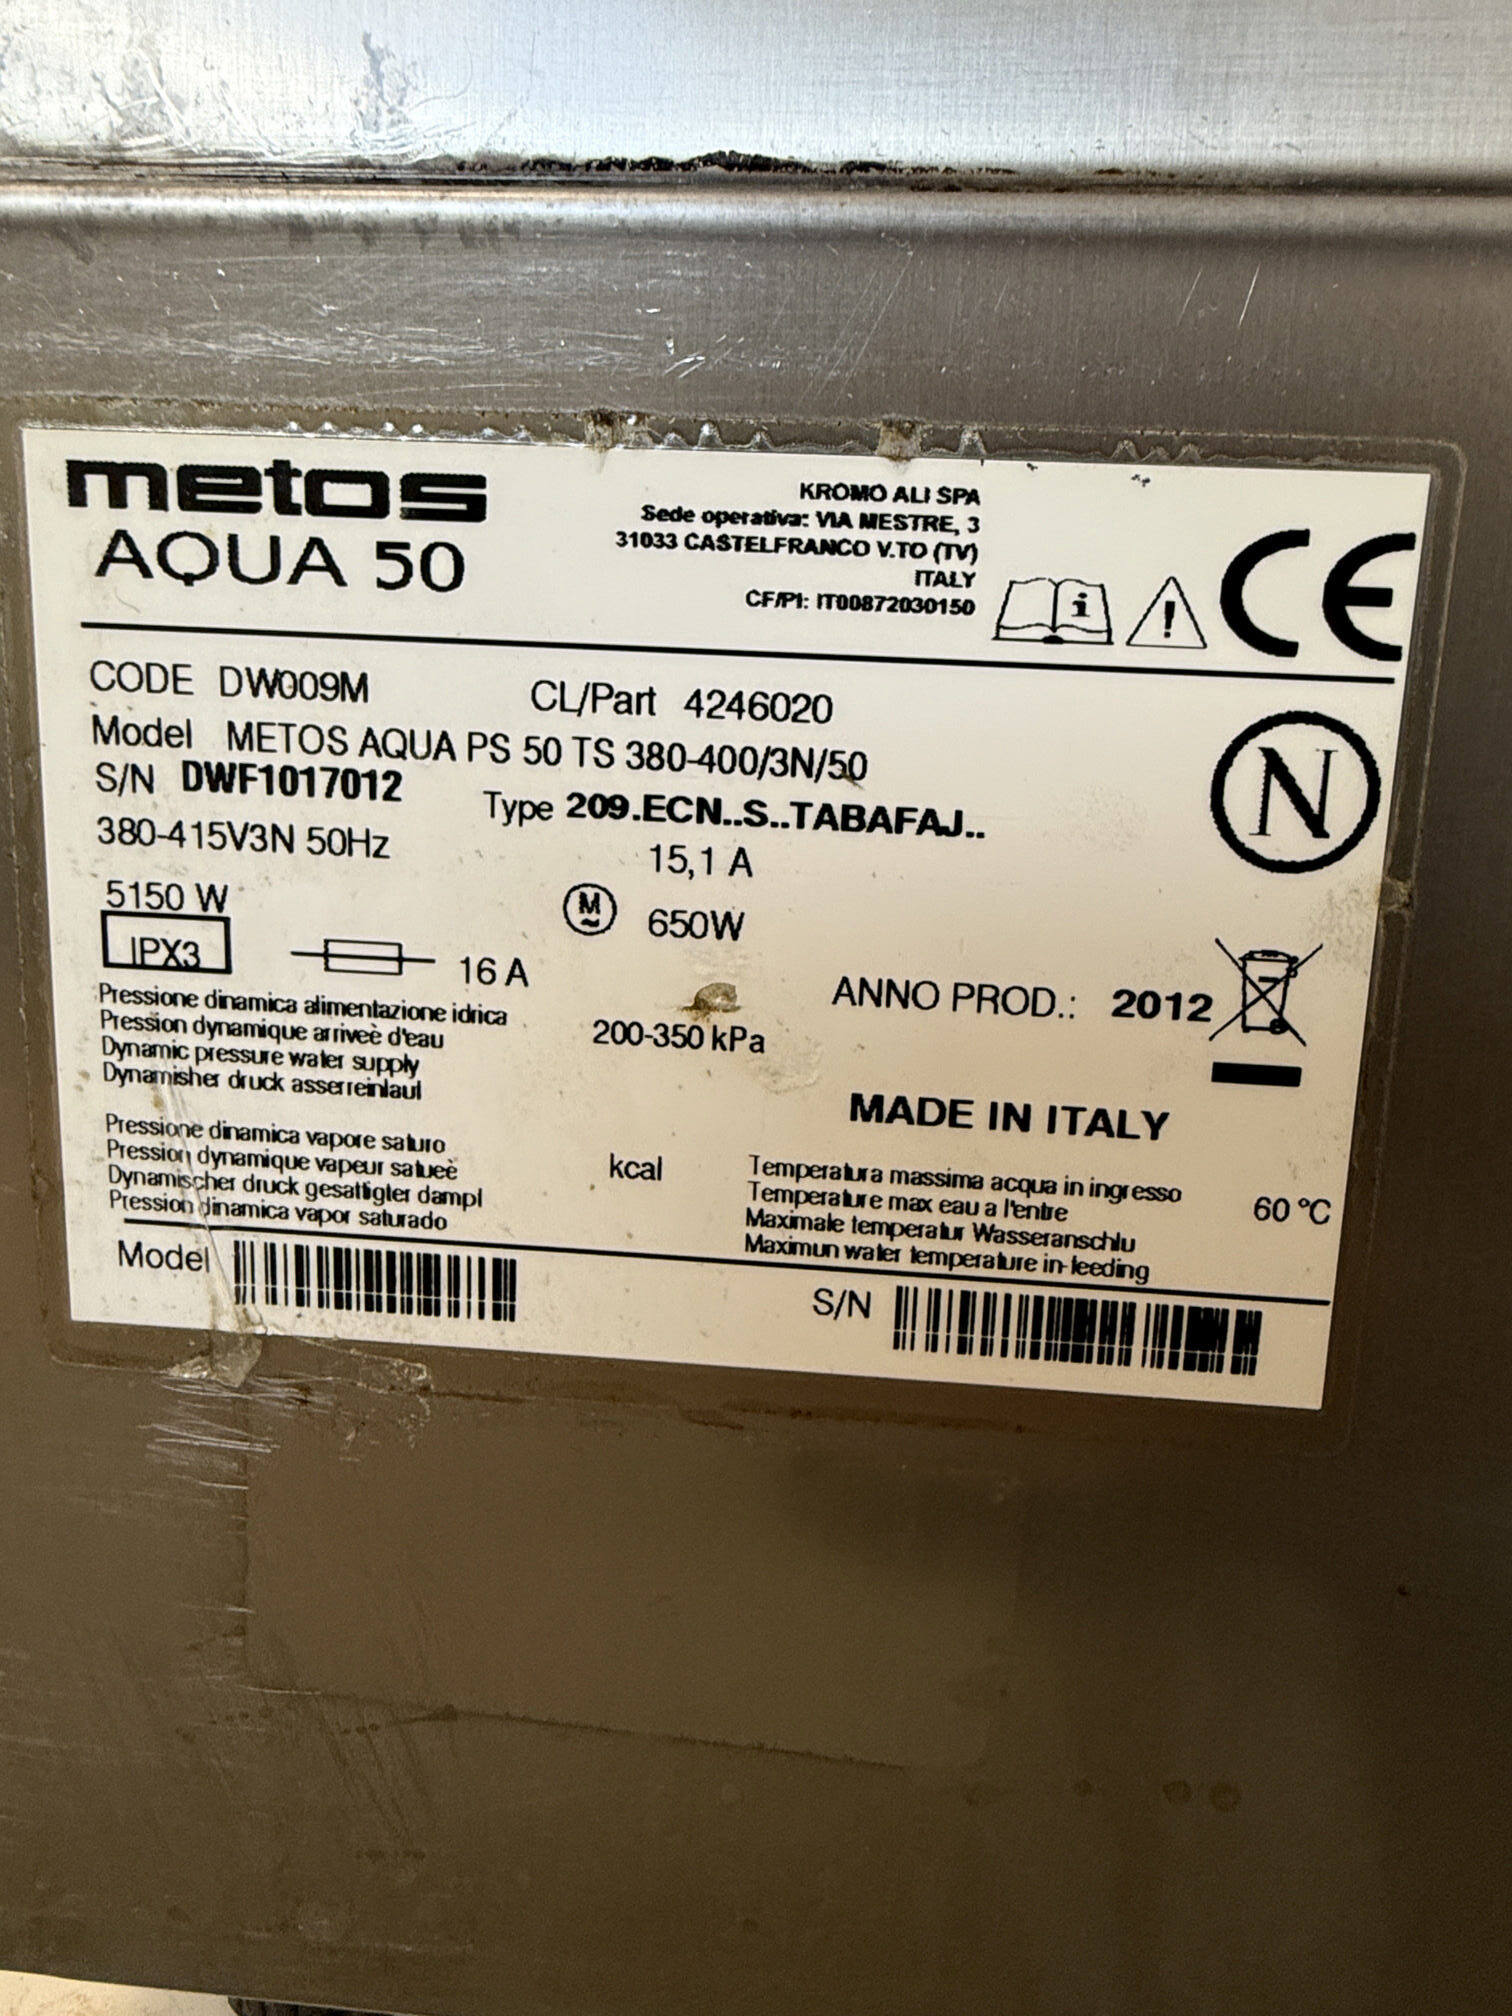 metos
AQUA 50
KROMO ALI SPA
Sede operativa: VIA MESTRE, 3
31033 CASTELFRANCO V.TO (TV)
ITALY
CF/PI: IT00872030150
CE
CODE DW009M CL/Part 4246020
Model METOS AQUA PS 50 TS 380-400/3N/50
S/N DWF1017012 Type 209.ECN..S..TABAFAJ..
N
380-415V3N 50Hz 15,1 A
5150 W M 650W
IPX3 16 A
ANNO PROD.: 2012
Pressione dinamica alimentazione idrica
Pression dynamique arriveè d'eau
Dynamic pressure water supply
Dynamisher druck asserreinlauf
200-350 kPa
MADE IN ITALY
Pressione dinamica vapore saturo
Pression dynamique vapeur satueè
Dynamischer druck gesattigter dampf
Pression dinamica vapor saturado
kcal
Temperatura massima acqua in ingresso
Temperature max eau a l'entre
Maximale temperatur Wasseranschlu
Maximun water temperature in-feeding
60 °C
Model
S/N